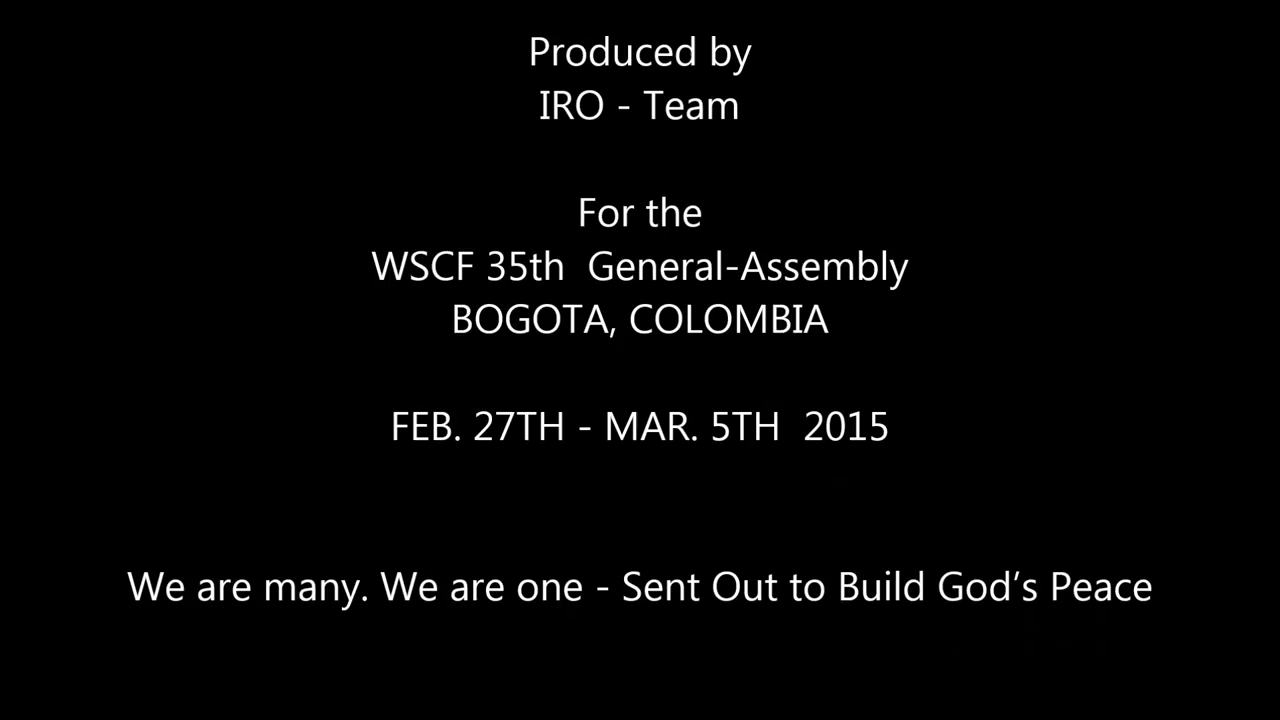 Produced by
IRO - Team
For the
WSCF 35th  General-Assembly
BOGOTA, COLOMBIA
FEB. 27TH - MAR. 5TH  2015
We are many. We are one - Sent Out to Build God’s Peace